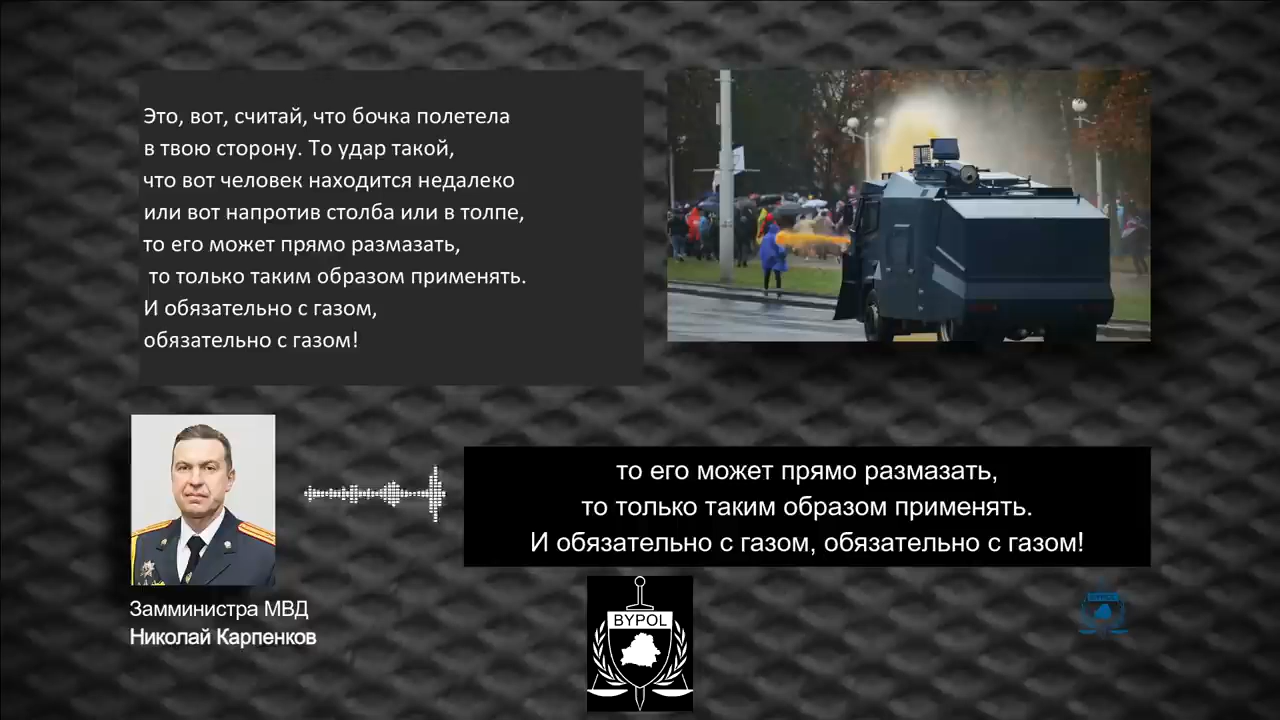 Это, вот, считай, что бочка полетела
в твою сторону. То удар такой,
что вот человек находится недалеко
или вот напротив столба или в толпе,
то его может прямо размазать,
то только таким образом применять.
И обязательно с газом,
обязательно с газом!
то его может прямо размазать,
то только таким образом применять.
И обязательно с газом, обязательно с газом!
Замминистра МВД
Николай Карпенков
BYPOL
BYPOL